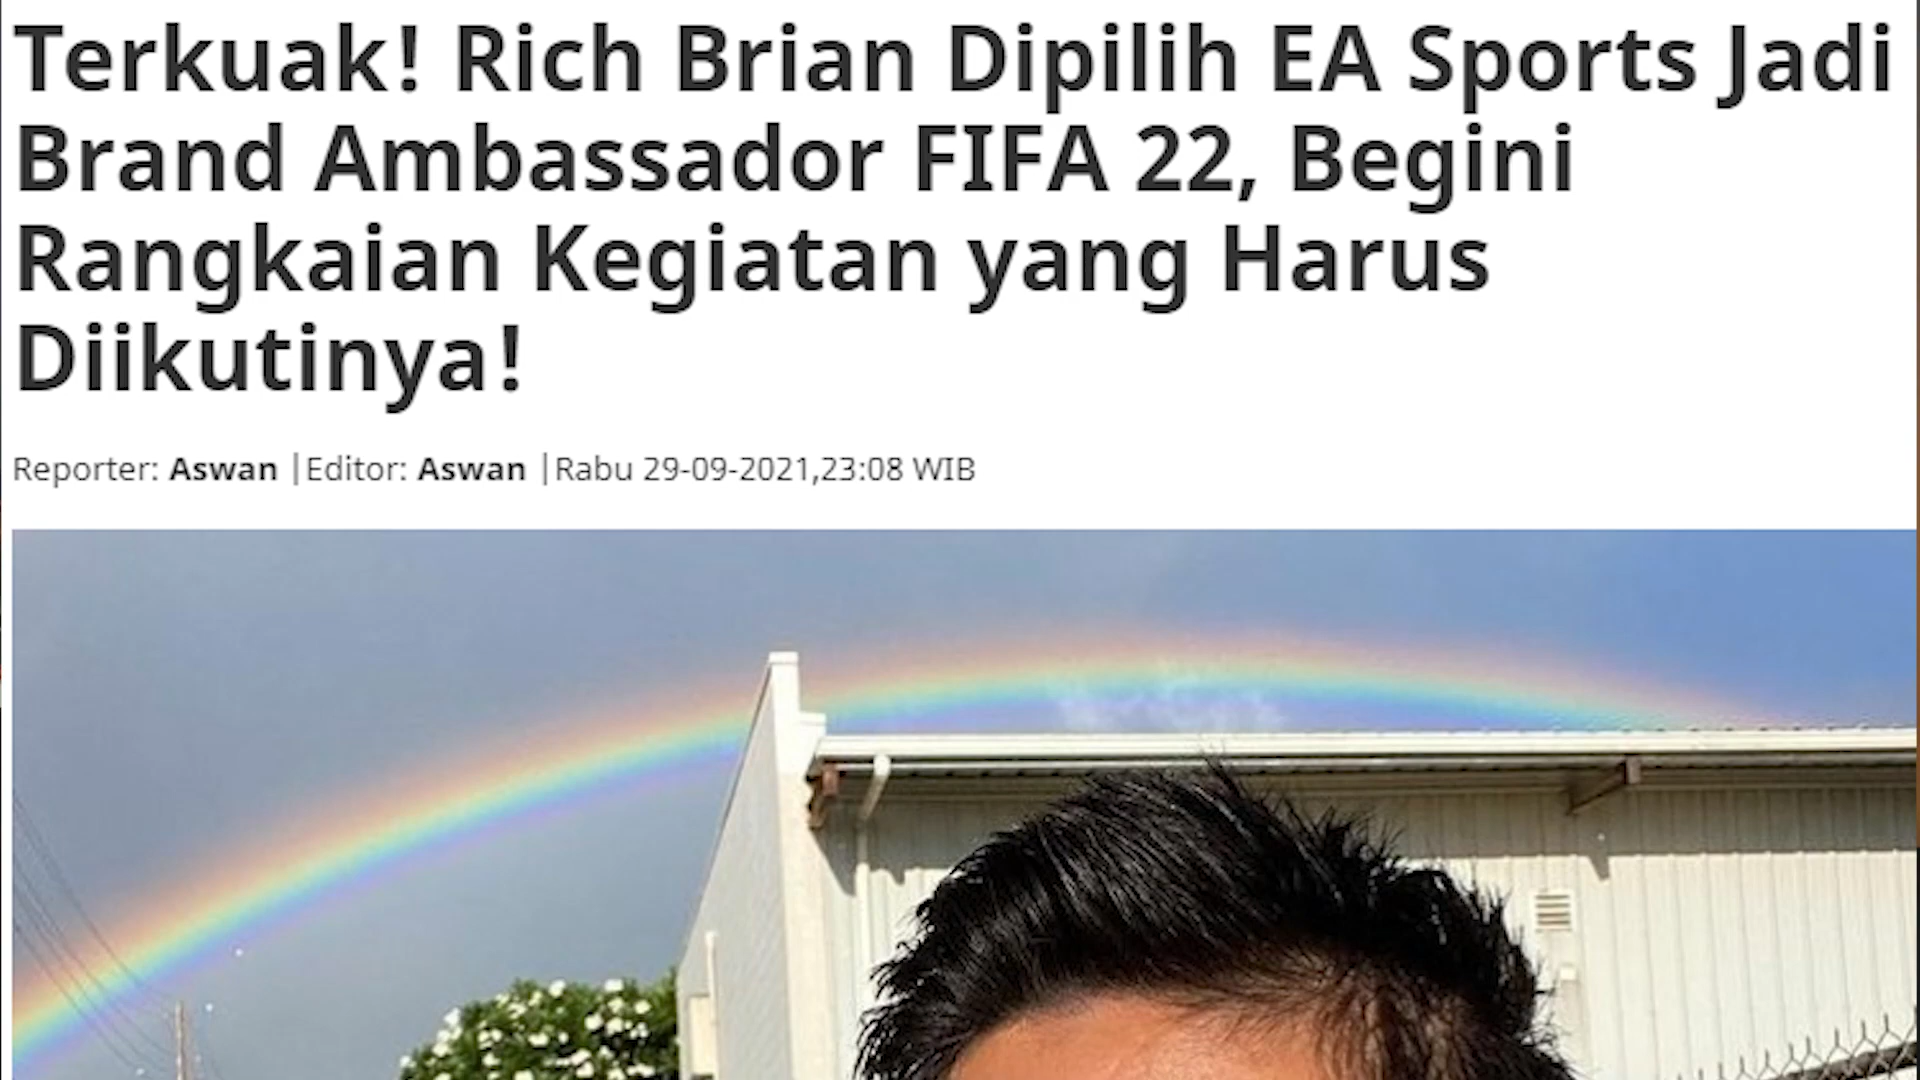 Terkuak! Rich Brian Dipilih EA Sports Jadi
Brand Ambassador FIFA 22, Begini
Rangkaian Kegiatan yang Harus
Diikutinya!
Reporter: Aswan |Editor: Aswan |Rabu 29-09-2021,23:08 WIB